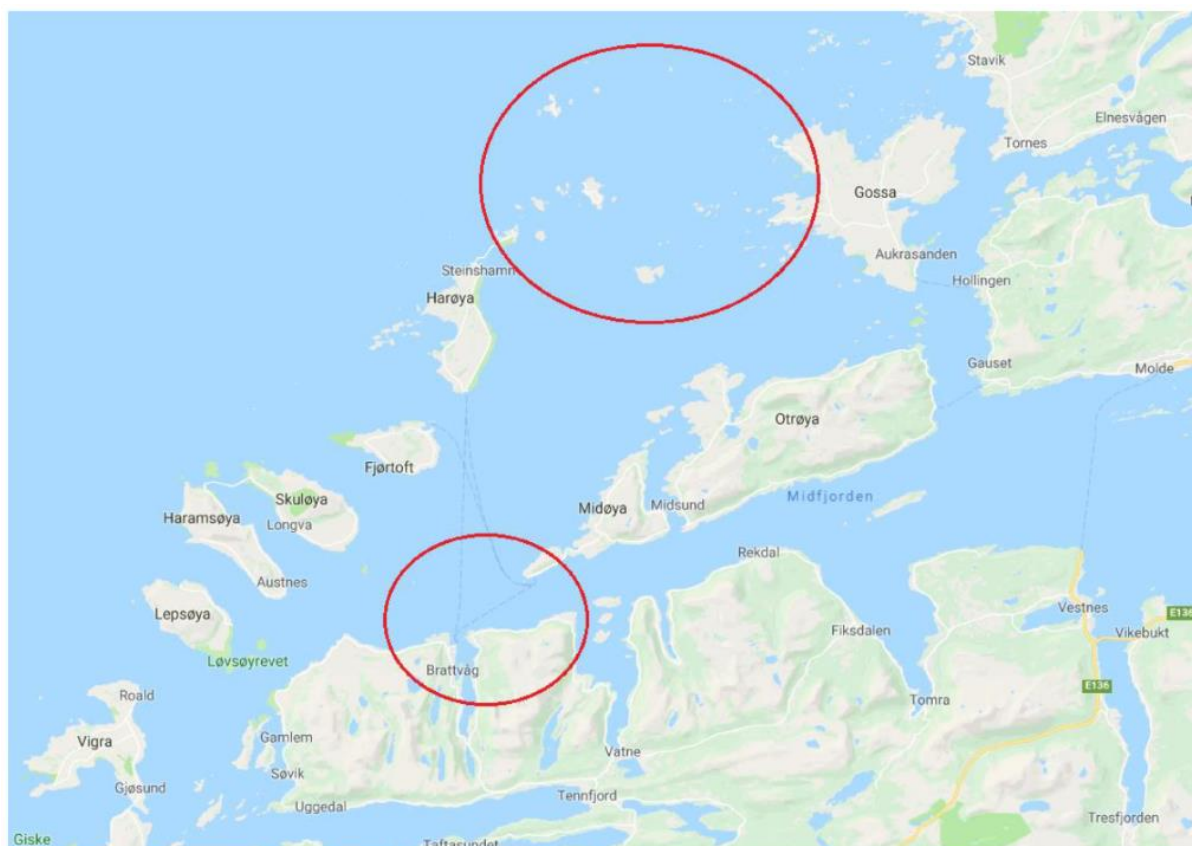 Stavik
Elnesvågen
Tornes
Gossa
Aukrasanden
Steinshamn
Hollingen
Harøya
Gauset
Molde
Otrøya
Fjørtoft
Skuløya
Midøya
Midsund
Midfjorden
Haramsøya
Longva
Rekdal
Austnes
Lepsøya
Vestnes
E136
Fiksdalen
Vikebukt
Løvsøyrevet
Brattvåg
Roald
E136
Tomra
Vigra
Gamlem
Vatne
Søvik
Gjøsund
Tennfjord
Uggedal
Tresfjorden
Giske
Taftasundet